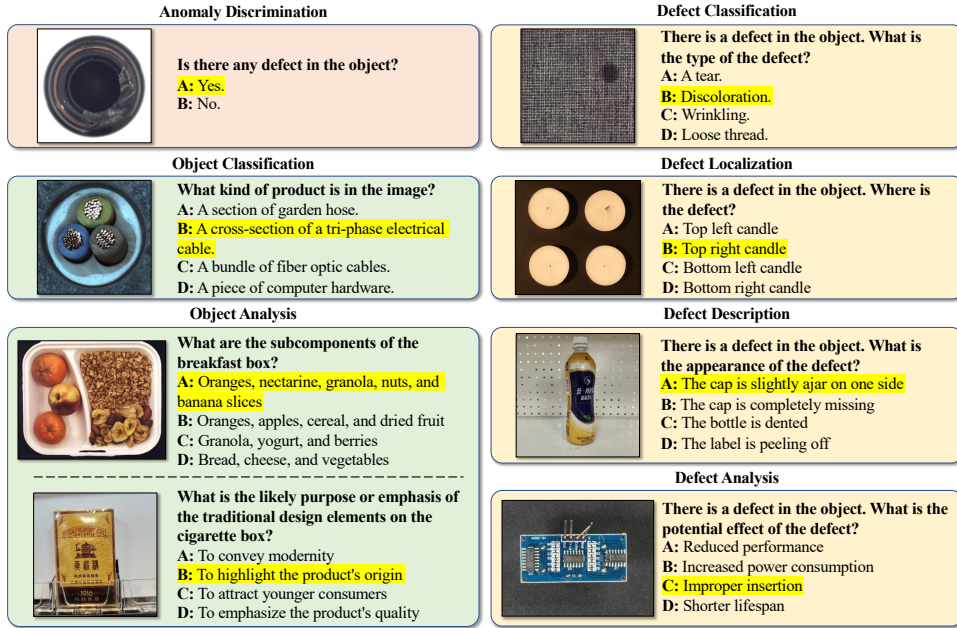 Anomaly Discrimination
Is there any defect in the object?
A: Yes.
B: No.
Object Classification
What kind of product is in the image?
A: A section of garden hose.
B: A cross-section of a tri-phase electrical
cable.
C: A bundle of fiber optic cables.
D: A piece of computer hardware.
Object Analysis
What are the subcomponents of the
breakfast box?
A: Oranges, nectarine, granola, nuts, and
banana slices
B: Oranges, apples, cereal, and dried fruit
C: Granola, yogurt, and berries
D: Bread, cheese, and vegetables
What is the likely purpose or emphasis of
the traditional design elements on the
cigarette box?
A: To convey modernity
B: To highlight the product's origin
C: To attract younger consumers
D: To emphasize the product's quality
1916
Defect Classification
There is a defect in the object. What is
the type of the defect?
A: A tear.
B: Discoloration.
C: Wrinkling.
D: Loose thread.
Defect Localization
There is a defect in the object. Where is
the defect?
A: Top left candle
B: Top right candle
C: Bottom left candle
D: Bottom right candle
Defect Description
There is a defect in the object. What is
the appearance of the defect?
A: The cap is slightly ajar on one side
B: The cap is completely missing
C: The bottle is dented
D: The label is peeling off
Defect Analysis
There is a defect in the object. What is the
potential effect of the defect?
A: Reduced performance
B: Increased power consumption
C: Improper insertion
D: Shorter lifespan